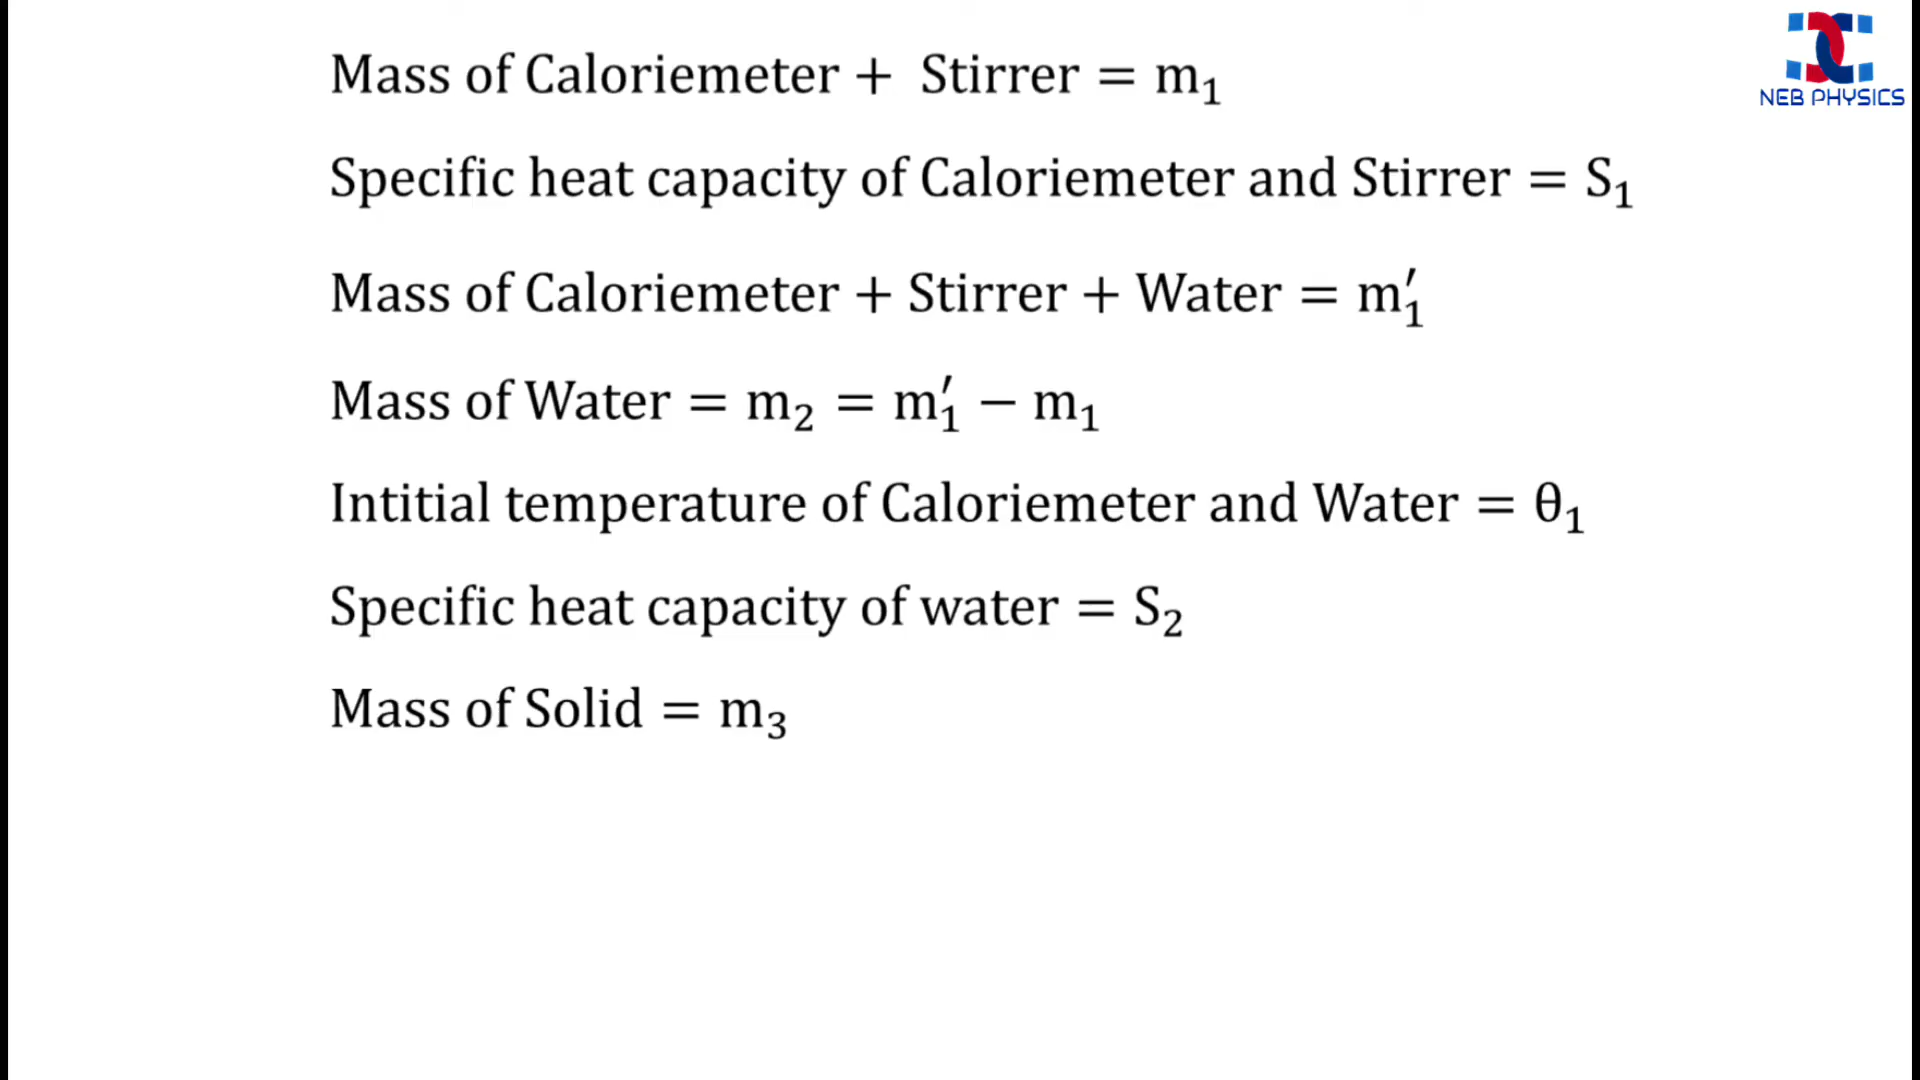 Mass of Caloriemeter + Stirrer = m₁
NEB PHYSICS
Specific heat capacity of Caloriemeter and Stirrer = S₁
Mass of Caloriemeter + Stirrer + Water = m₁′
Mass of Water = m₂ = m₁′ − m₁
Intitial temperature of Caloriemeter and Water = θ₁
Specific heat capacity of water = S₂
Mass of Solid = m₃